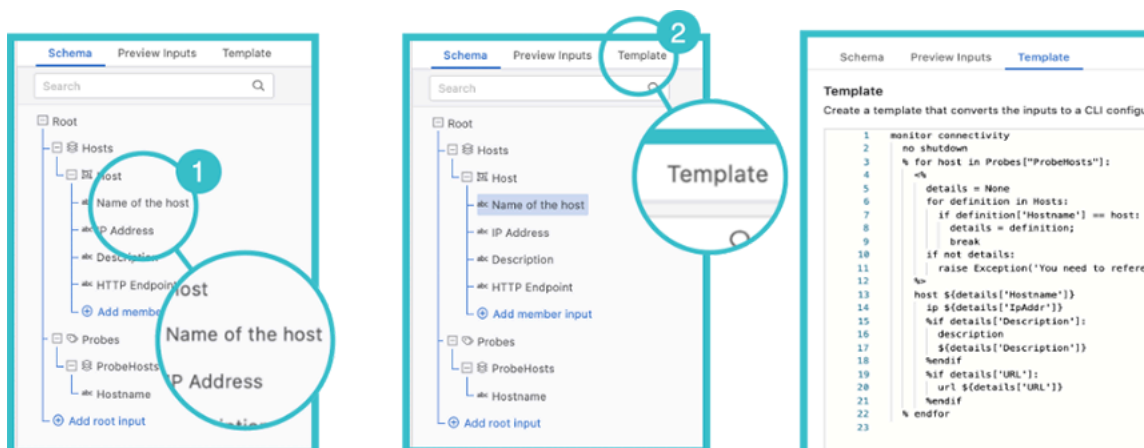 Schema Preview Inputs Template
Search
Root
Hosts
Host
Name of the host
IP Address
Description
HTTP Endpoint
Add member
Probes
ProbeHosts
Hostname
Add root input
1
Host
Name of the host
IP Address
Schema Preview Inputs Template
2
Search
Root
Hosts
Host
Name of the host
IP Address
Description
HTTP Endpoint
Add member input
Probes
ProbeHosts
Hostname
Add root input
Template
Schema Preview Inputs Template
Template
Create a template that converts the inputs to a CLI configu
1 monitor connectivity
2 no shutdown
3 % for host in Probes["ProbeHosts"]:
4 <%
5 details = None
6 for definition in Hosts:
7 if definition['Hostname'] == host:
8 details = definition;
9 break
10 if not details:
11 raise Exception('You need to refere
12 %>
13 host ${details['Hostname']}
14 ip ${details['IpAddr']}
15 %if details['Description']:
16 description
17 ${details['Description']}
18 %endif
19 %if details['URL']:
20 url ${details['URL']}
21 %endif
22 % endfor
23